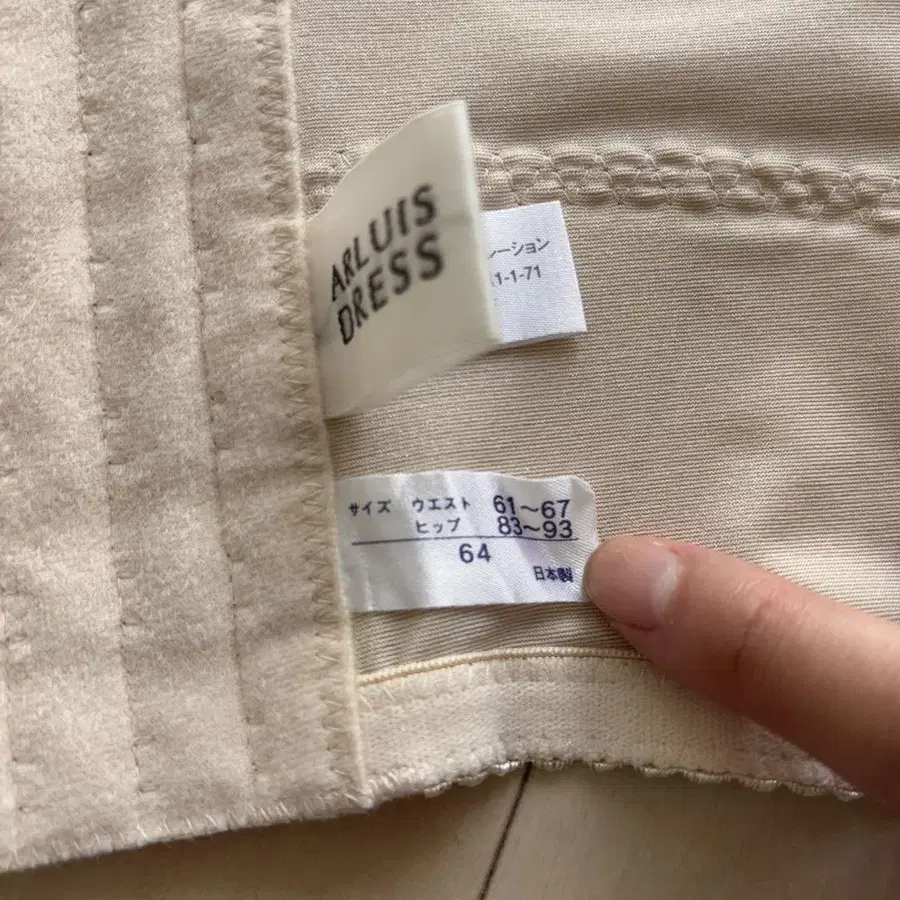 ARLUIS
DRESS
レーション
1-1-71
サイズ ウエスト 61〜67
ヒップ 83〜93
64
日本製